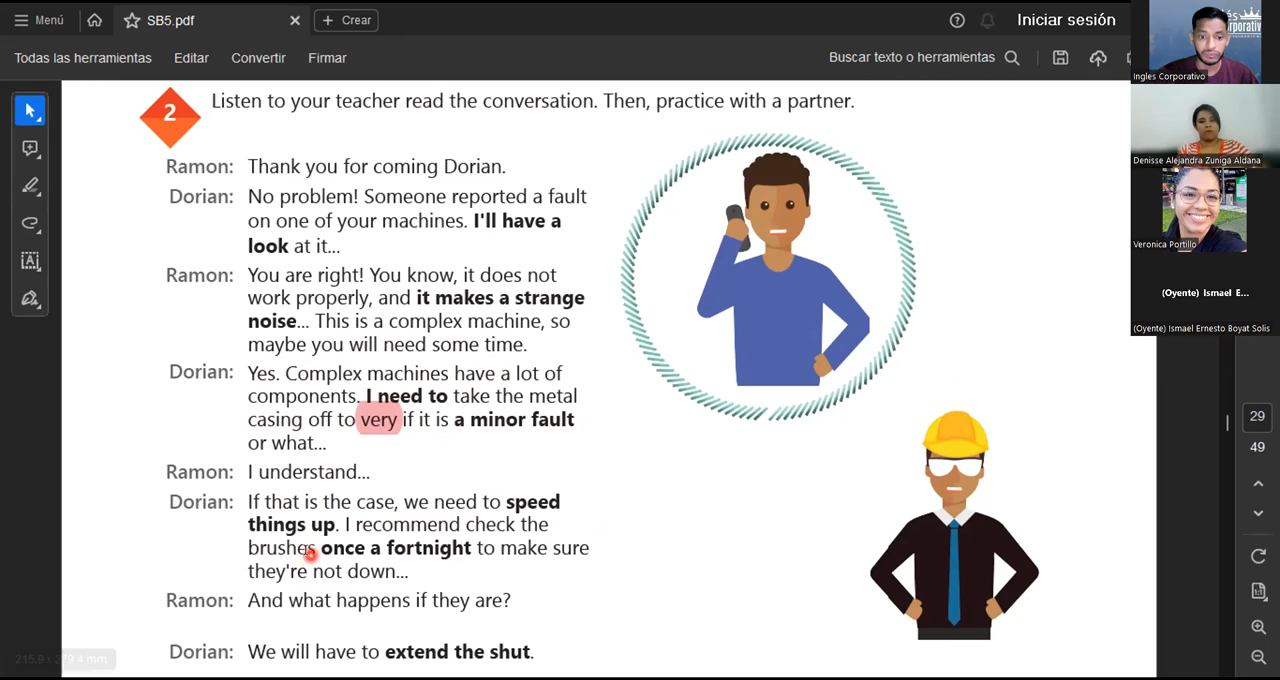 Menú
SB5.pdf
Crear
Iniciar sesión
Todas las herramientas
Editar
Convertir
Firmar
Buscar texto o herramientas
2
Listen to your teacher read the conversation. Then, practice with a partner.
Ramon: Thank you for coming Dorian.
Dorian: No problem! Someone reported a fault
on one of your machines. I'll have a
look at it...
Ramon: You are right! You know, it does not
work properly, and it makes a strange
noise... This is a complex machine, so
maybe you will need some time.
Dorian: Yes. Complex machines have a lot of
components. I need to take the metal
casing off to very if it is a minor fault
or what...
Ramon: I understand...
Dorian: If that is the case, we need to speed
things up. I recommend check the
brushes once a fortnight to make sure
they're not down...
Ramon: And what happens if they are?
Dorian: We will have to extend the shut.
Ingles Corporativo
Denisse Alejandra Zuniga Aldana
Veronica Portillo
(Oyente) Ismael E...
(Oyente) Ismael Ernesto Boyat Solis
29
49